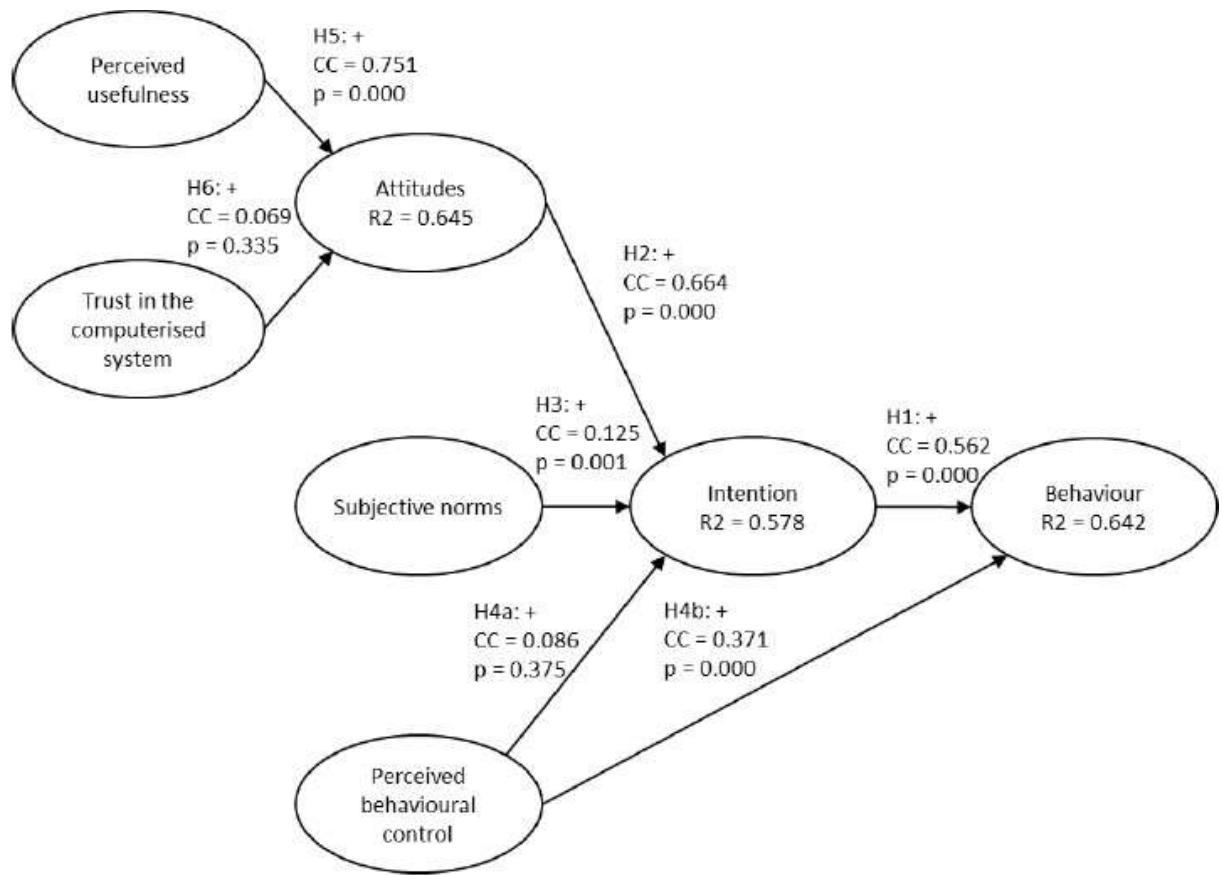 H5: +
CC = 0.751
p = 0.000
Perceived
usefulness
H6: +
CC = 0.069
p = 0.335
Attitudes
R2 = 0.645
Trust in the
computerised
system
H2: +
CC = 0.664
p = 0.000
H3: +
CC = 0.125
p = 0.001
H1: +
CC = 0.562
p = 0.000
Subjective norms
Intention
R2 = 0.578
Behaviour
R2 = 0.642
H4a: +
CC = 0.086
p = 0.375
H4b: +
CC = 0.371
p = 0.000
Perceived
behavioural
control